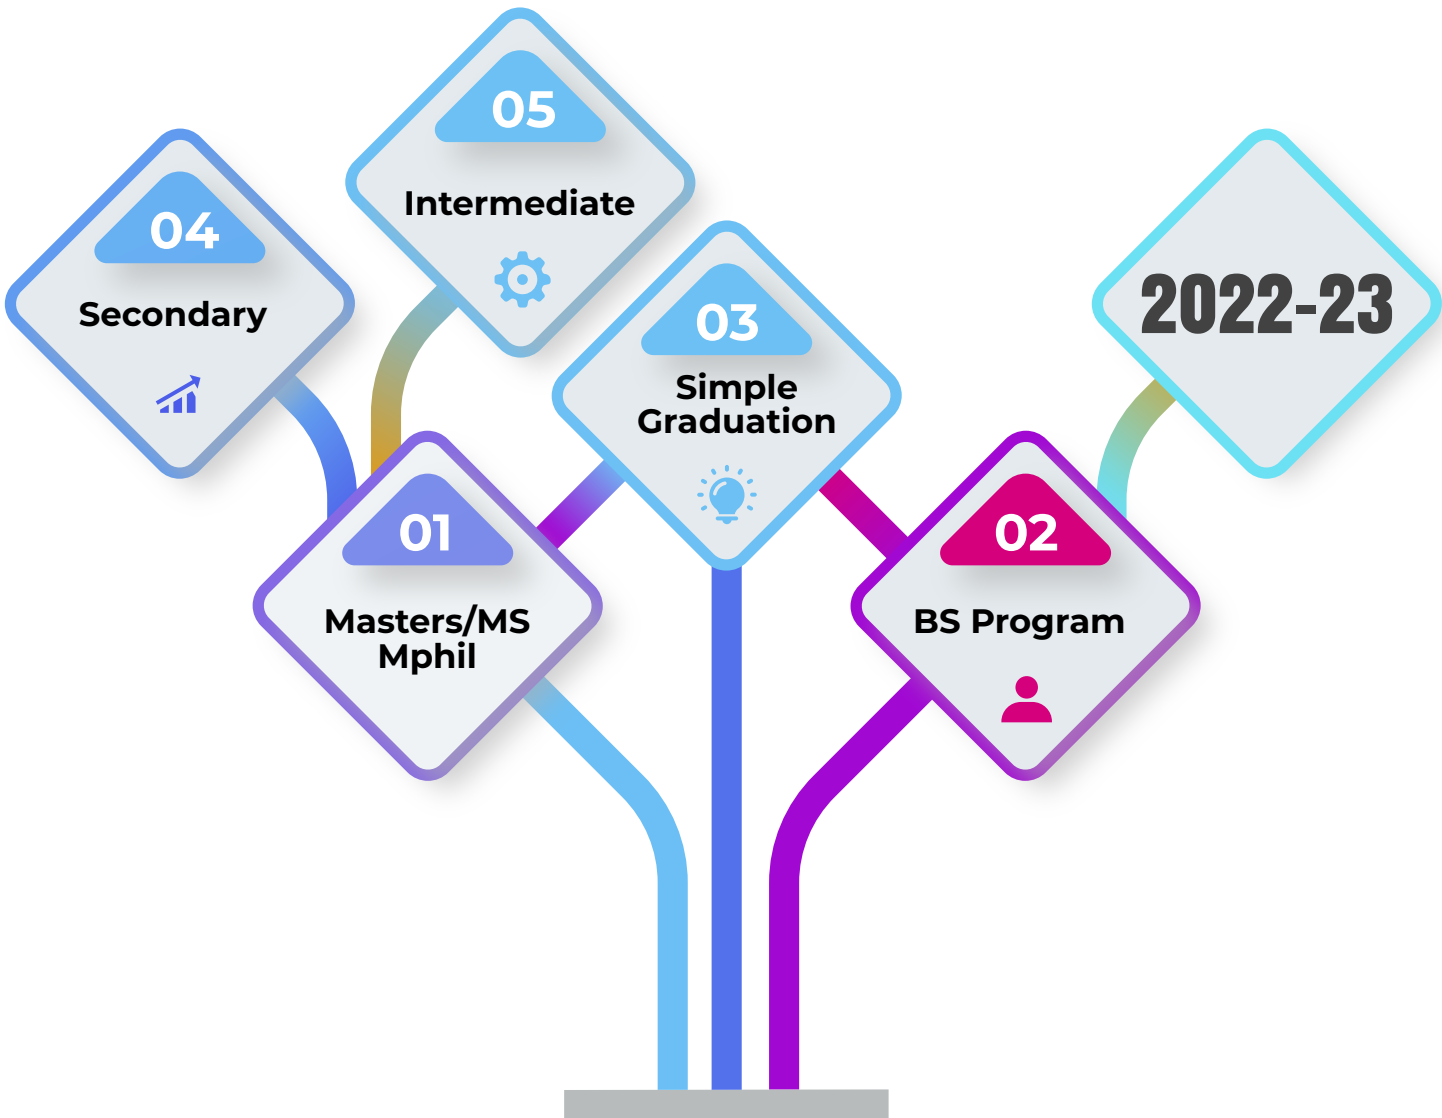 05
Intermediate
04
Secondary
03
Simple
Graduation
2022-23
01
Masters/MS
Mphil
02
BS Program